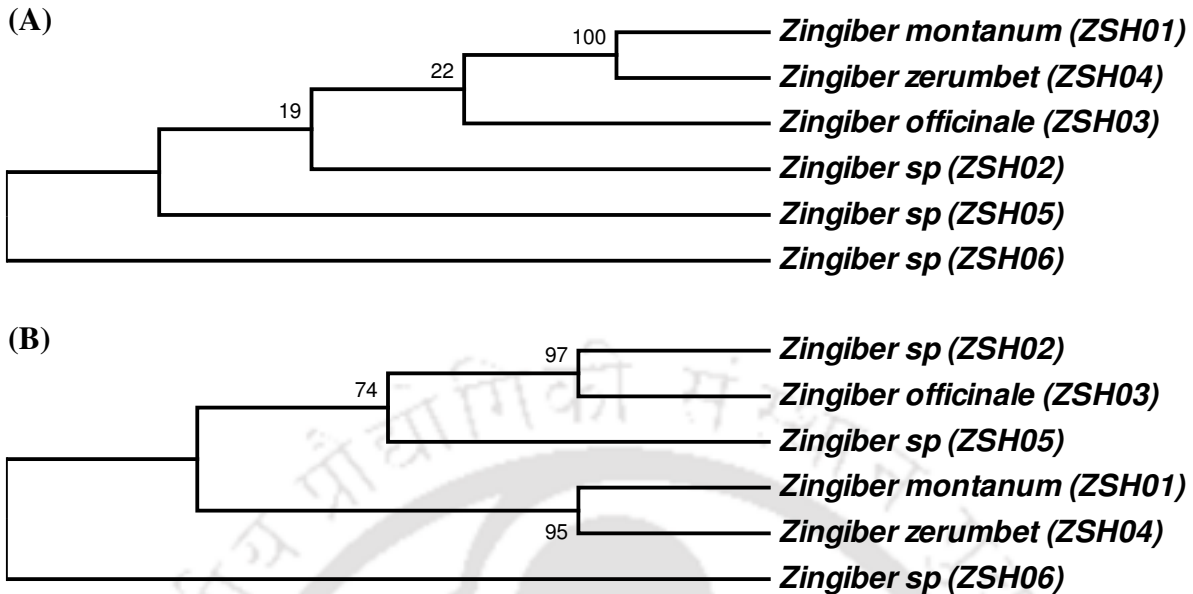 (A)
100
Zingiber montanum (ZSH01)
Zingiber zerumbet (ZSH04)
22
Zingiber officinale (ZSH03)
19
Zingiber sp (ZSH02)
Zingiber sp (ZSH05)
Zingiber sp (ZSH06)
(B)
97
Zingiber sp (ZSH02)
74
Zingiber officinale (ZSH03)
Zingiber sp (ZSH05)
Zingiber montanum (ZSH01)
95
Zingiber zerumbet (ZSH04)
Zingiber sp (ZSH06)